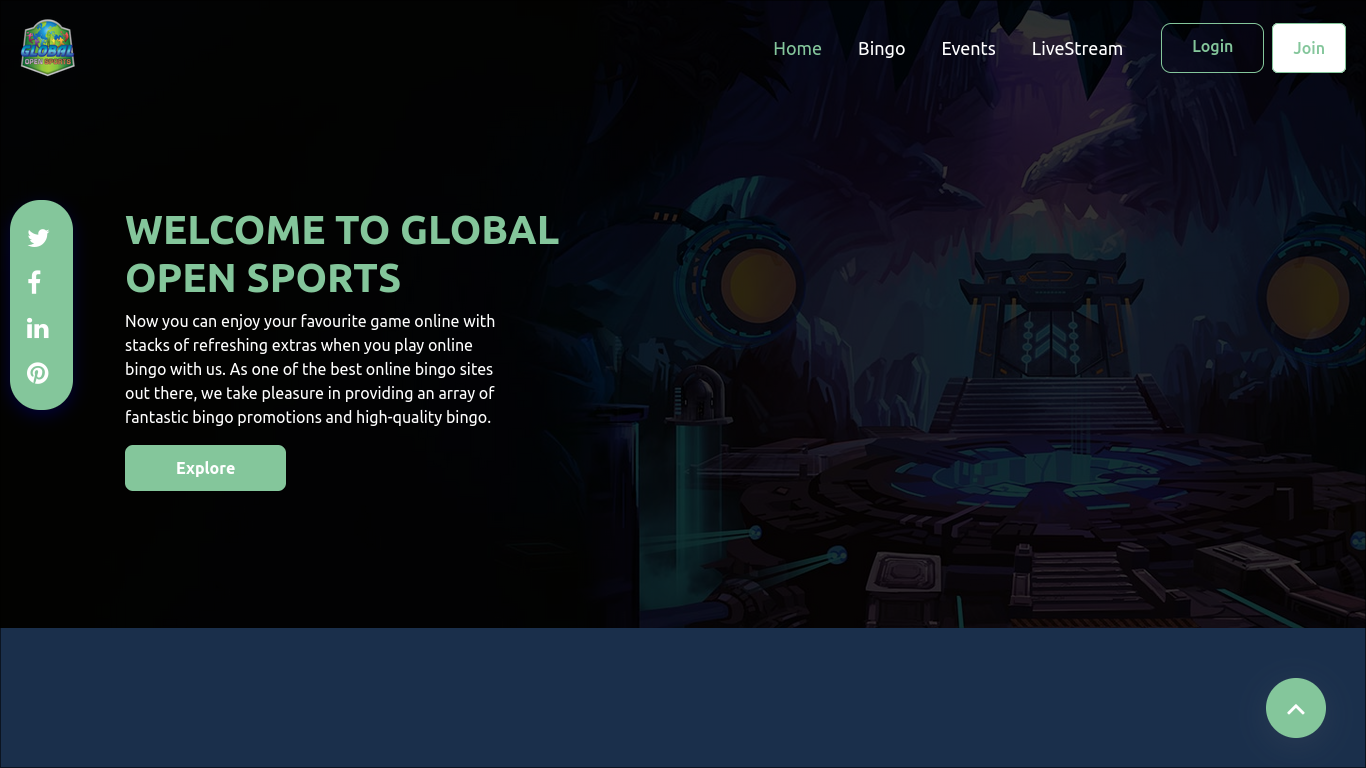 GLOBAL
OPEN SPORTS
Home
Bingo
Events
LiveStream
Login
Join
WELCOME TO GLOBAL
OPEN SPORTS
Now you can enjoy your favourite game online with
stacks of refreshing extras when you play online
bingo with us. As one of the best online bingo sites
out there, we take pleasure in providing an array of
fantastic bingo promotions and high-quality bingo.
Explore